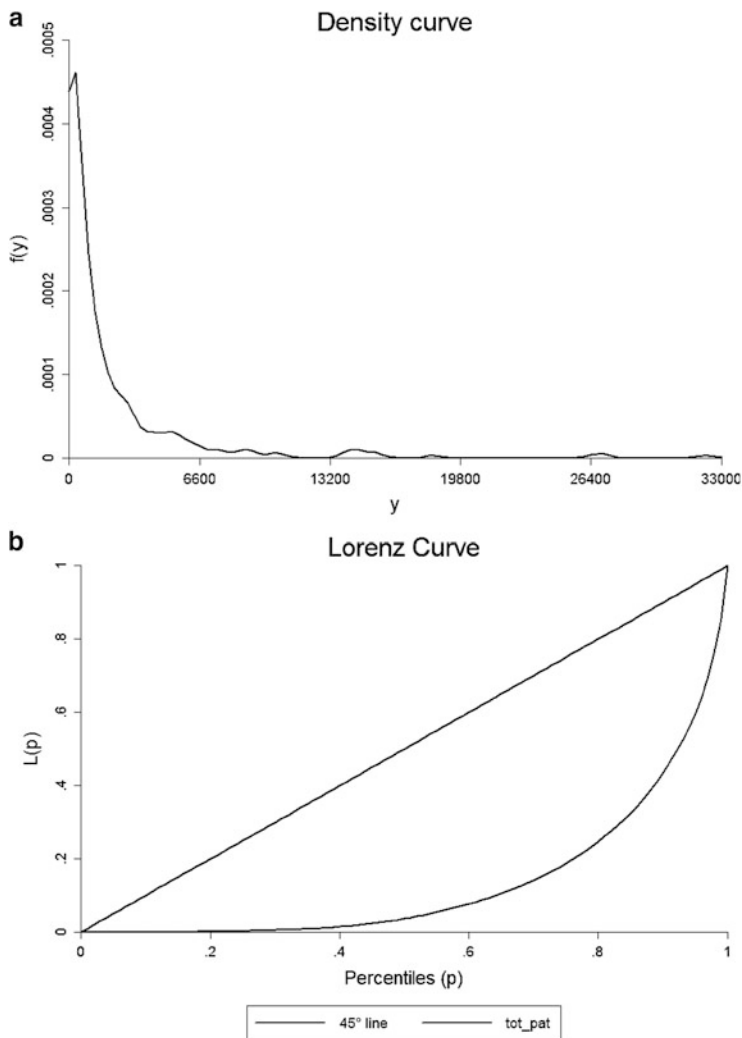 a
Density curve
.0005
.0004
.0003
.0002
.0001
0
f(y)
0 6600 13200 19800 26400 33000
y
b
Lorenz Curve
1
.8
.6
.4
.2
0
L(p)
0 .2 .4 .6 .8 1
Percentiles (p)
45° line tot_pat